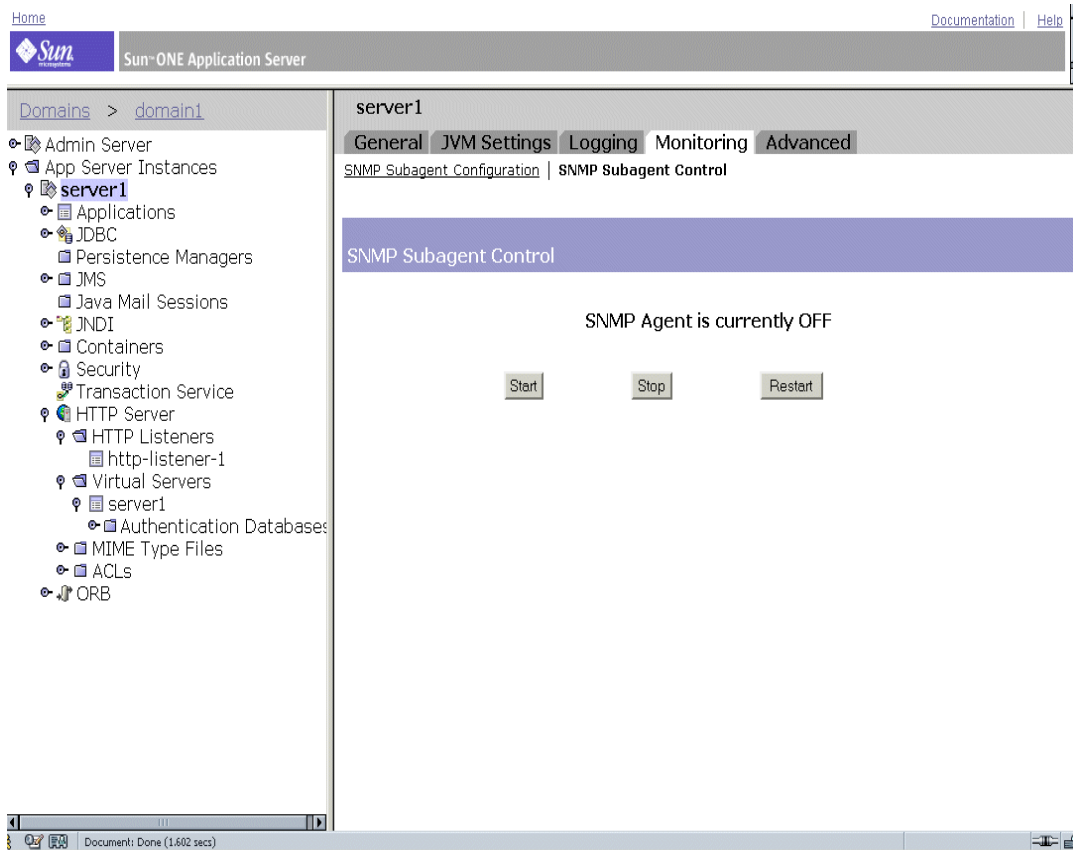 Home
Documentation | Help
Sun
microsystems
Sun™ ONE Application Server
Domains > domain1
Admin Server
App Server Instances
server1
Applications
JDBC
Persistence Managers
JMS
Java Mail Sessions
JNDI
Containers
Security
Transaction Service
HTTP Server
HTTP Listeners
http-listener-1
Virtual Servers
server1
Authentication Databases
MIME Type Files
ACLs
ORB
server1
General JVM Settings Logging Monitoring Advanced
SNMP Subagent Configuration | SNMP Subagent Control
SNMP Subagent Control
SNMP Agent is currently OFF
Start Stop Restart
Document: Done (1.602 secs)